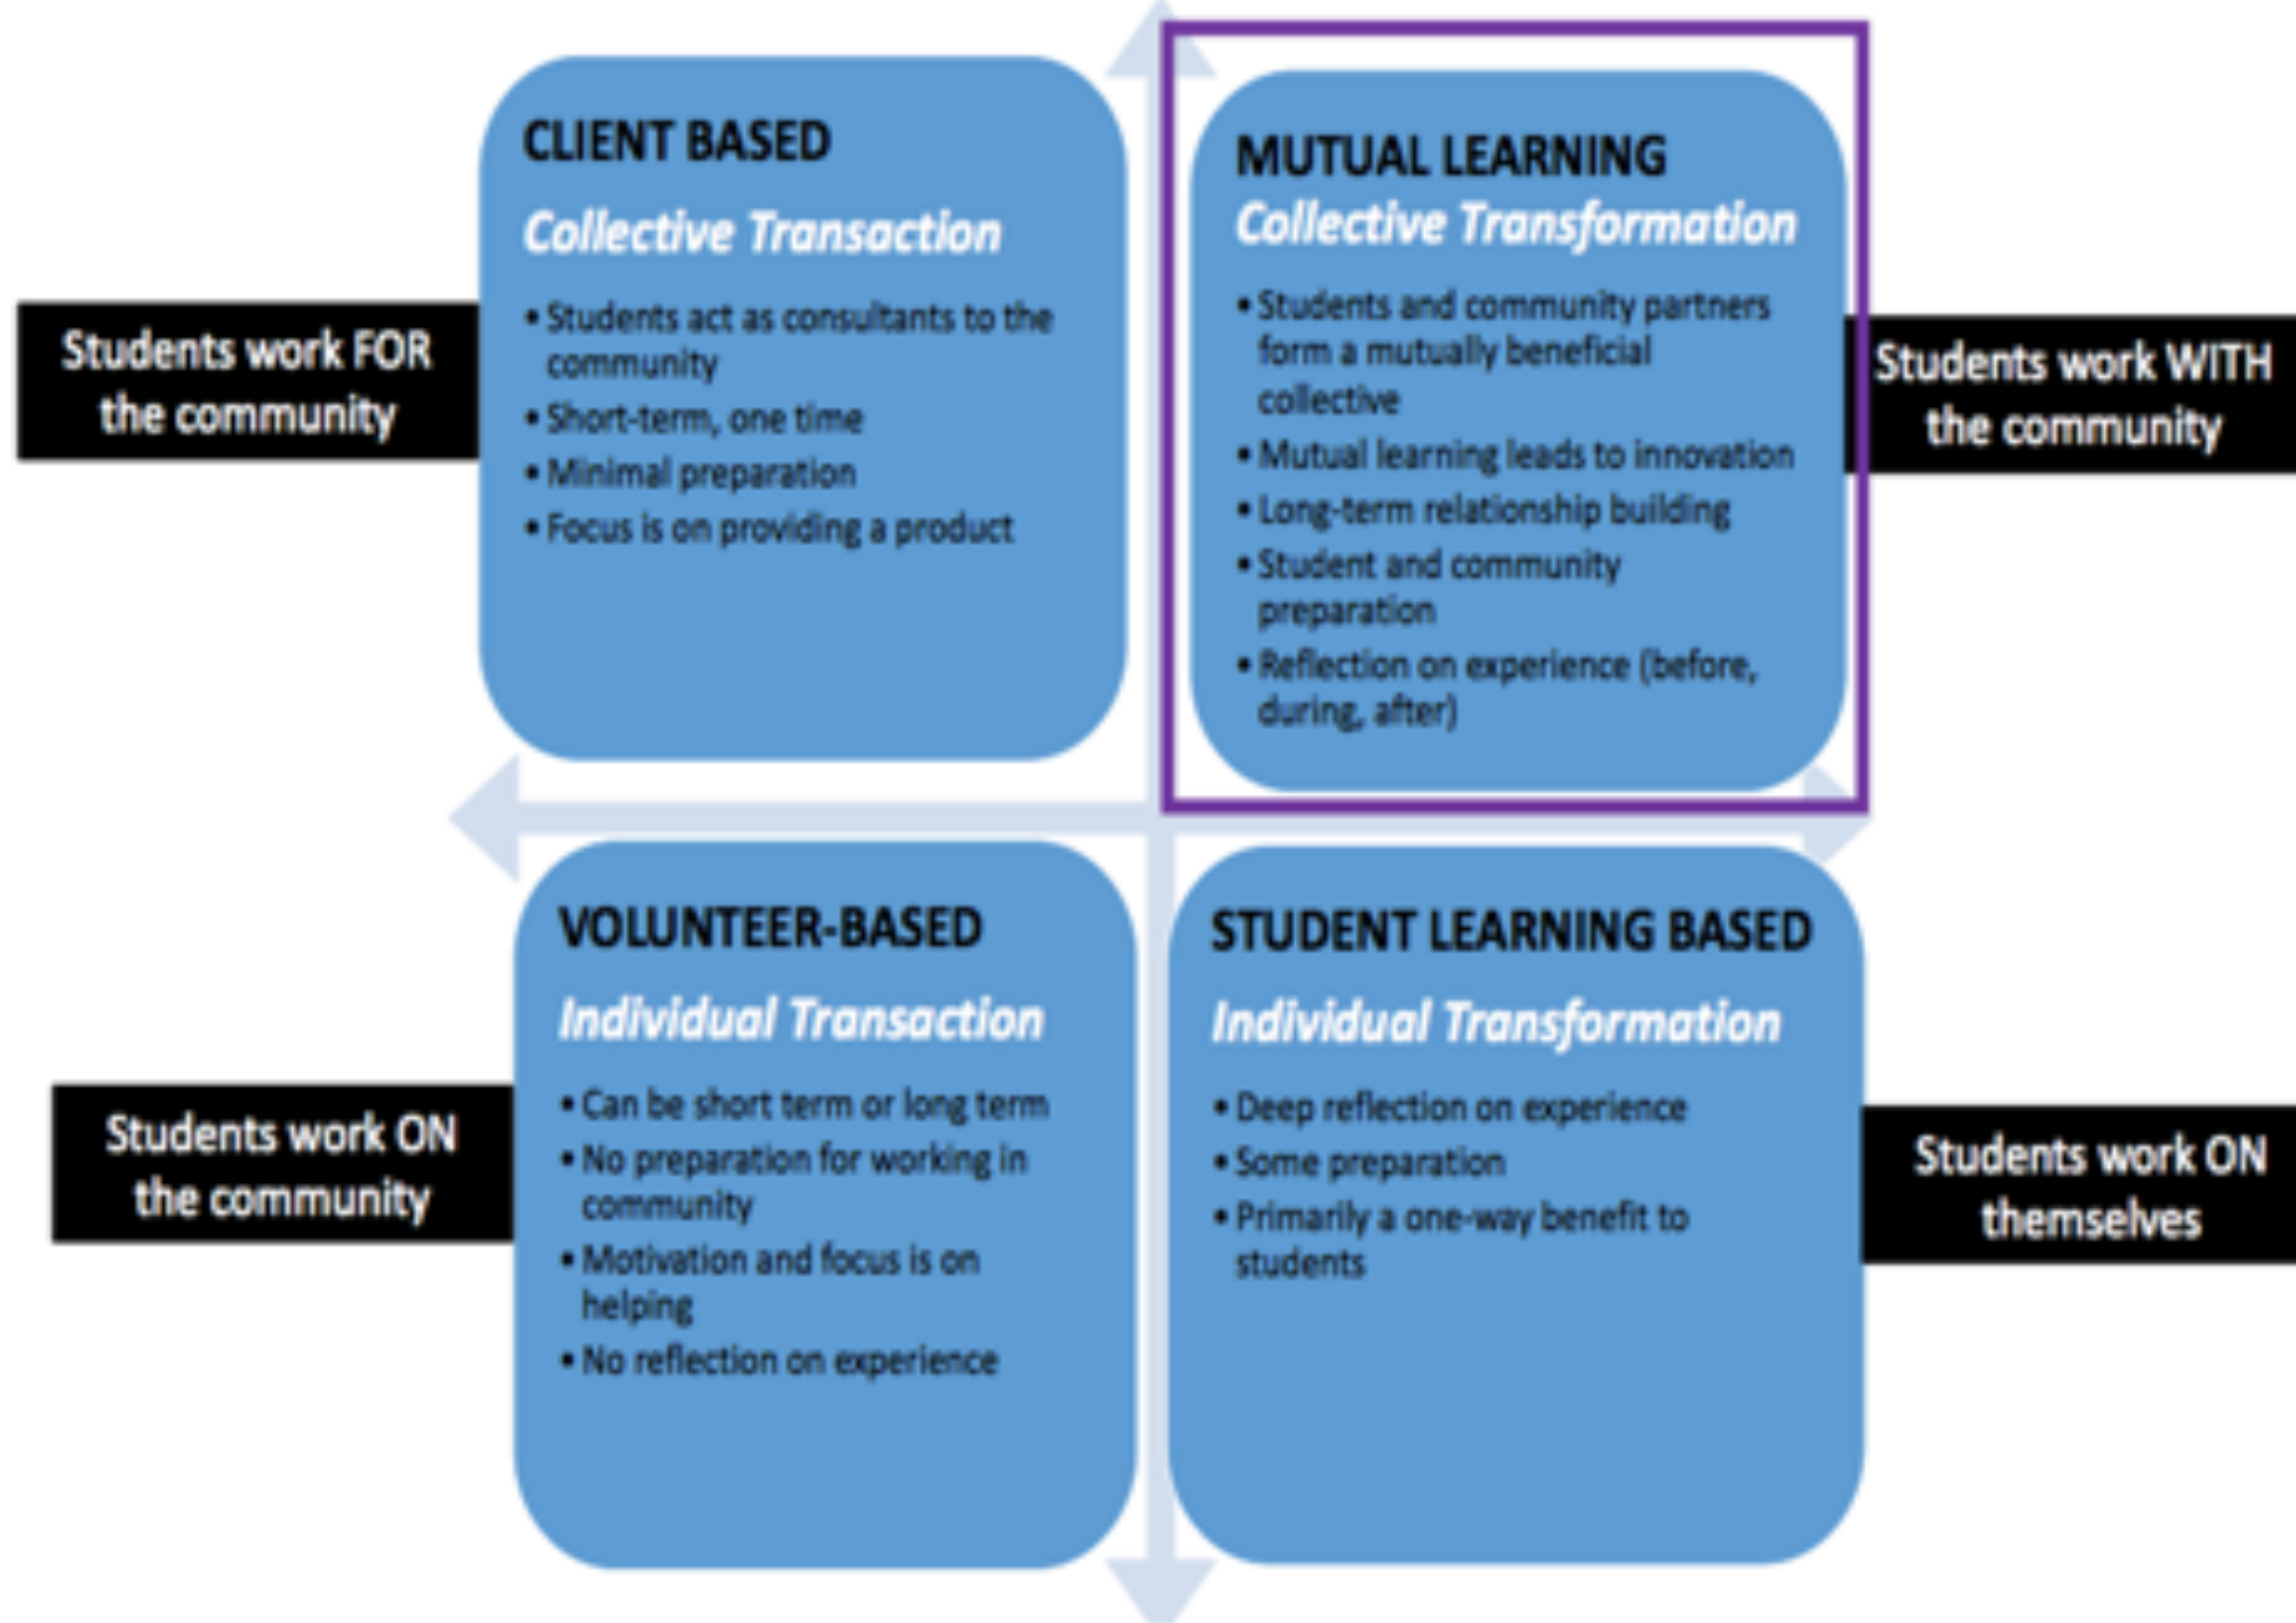 CLIENT BASED
Collective Transaction
• Students act as consultants to the
community
• Short-term, one time
• Minimal preparation
• Focus is on providing a product
Students work FOR
the community
MUTUAL LEARNING
Collective Transformation
• Students and community partners
form a mutually beneficial
collective
• Mutual learning leads to innovation
• Long-term relationship building
• Student and community
preparation
• Reflection on experience (before,
during, after)
Students work WITH
the community
VOLUNTEER-BASED
Individual Transaction
• Can be short term or long term
• No preparation for working in
community
• Motivation and focus is on
helping
• No reflection on experience
Students work ON
the community
STUDENT LEARNING BASED
Individual Transformation
• Deep reflection on experience
• Some preparation
• Primarily a one-way benefit to
students
Students work ON
themselves